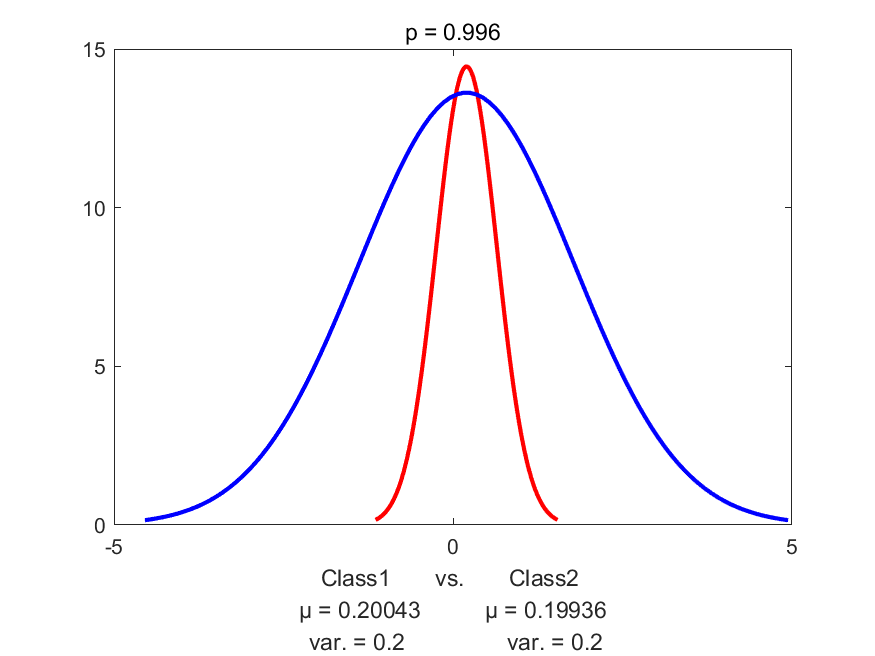 p = 0.996
15
10
5
0
-5 0 5
Class1 vs. Class2
μ = 0.20043 μ = 0.19936
var. = 0.2 var. = 0.2